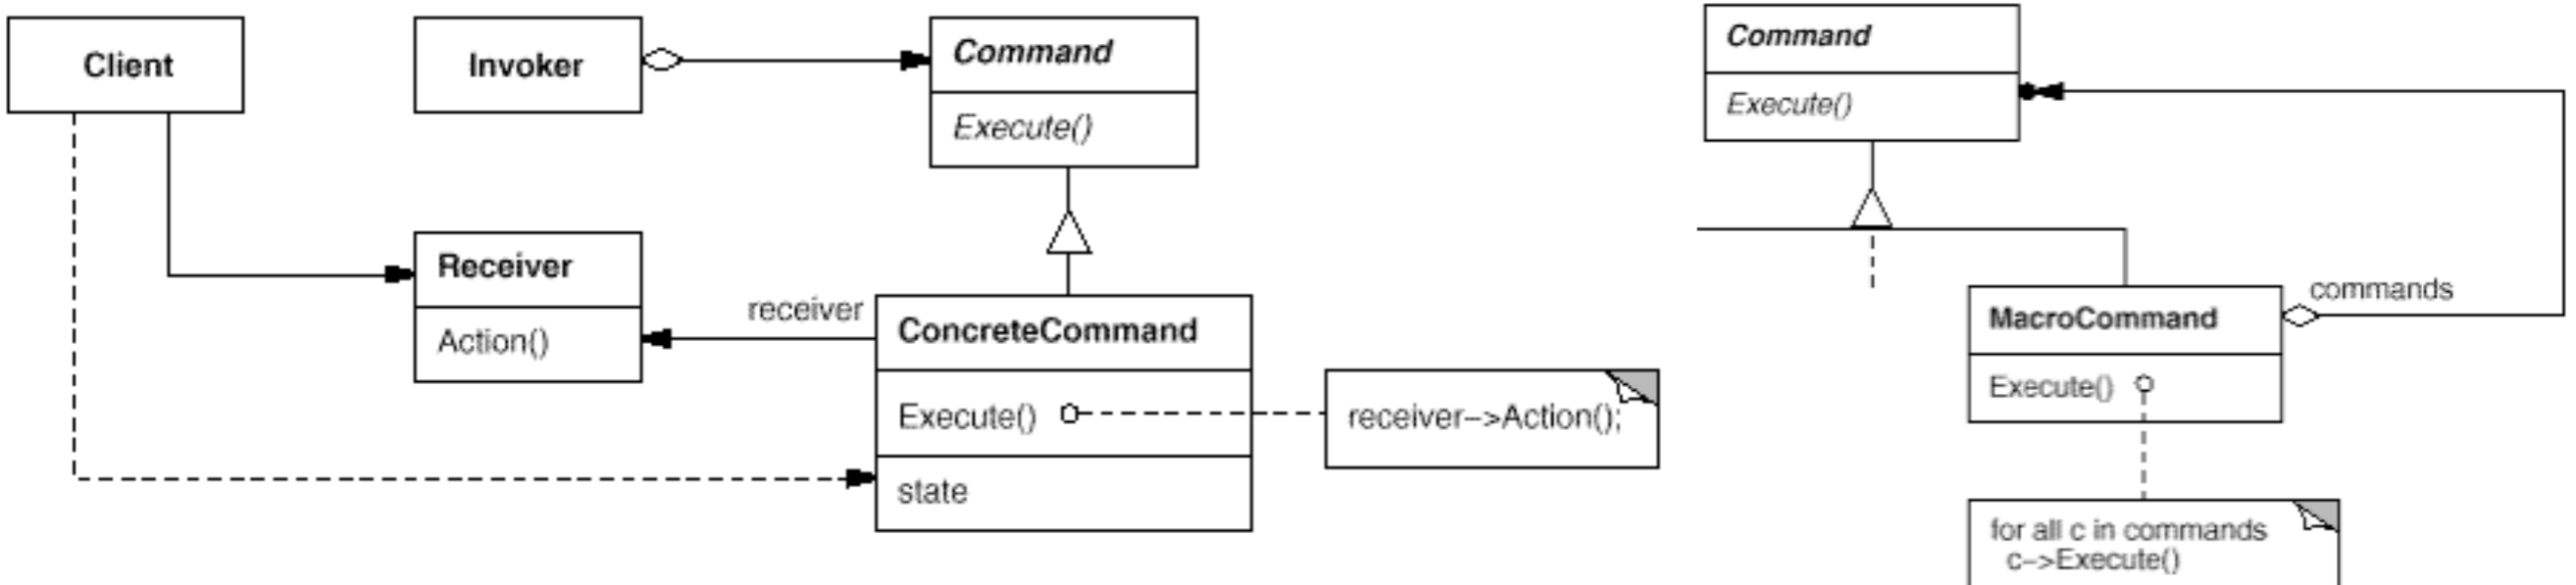 Client
Invoker
Command
Execute()
Receiver
Action()
receiver
ConcreteCommand
Execute()
state
receiver–>Action();
Command
Execute()
commands
MacroCommand
Execute()
for all c in commands
c–>Execute()